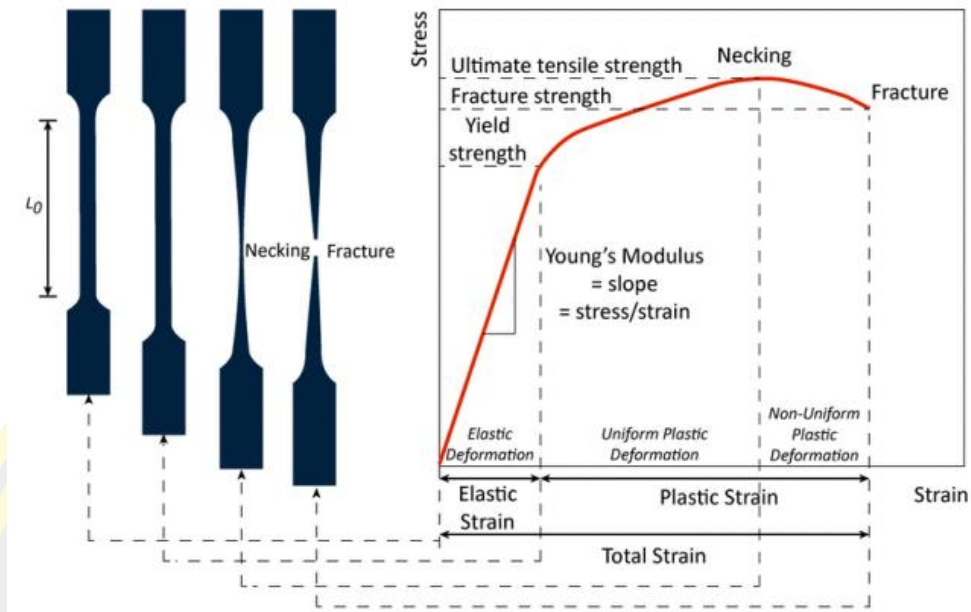 L0
Necking
Fracture
Stress
Ultimate tensile strength
Fracture strength
Yield
strength
Necking
Fracture
Young's Modulus
= slope
= stress/strain
Elastic
Deformation
Uniform Plastic
Deformation
Non-Uniform
Plastic
Deformation
Elastic
Strain
Plastic Strain
Strain
Total Strain